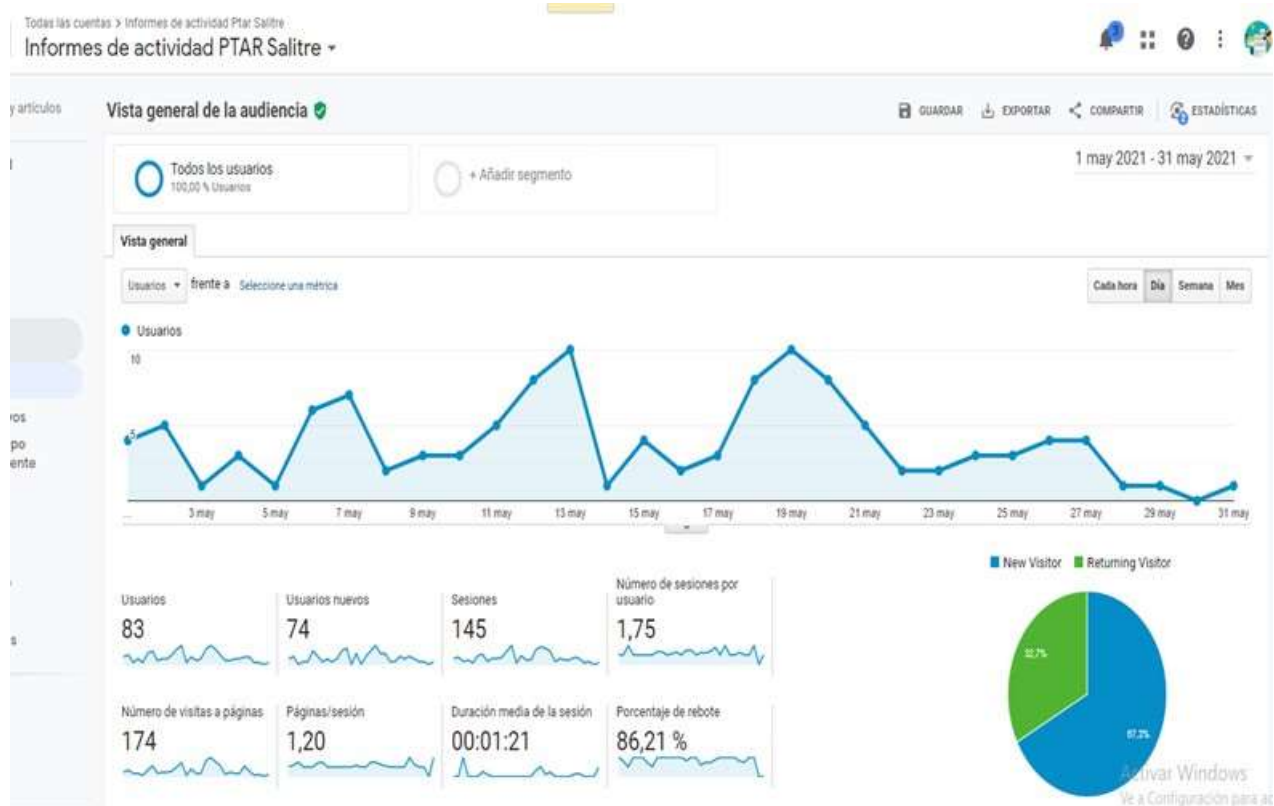 Todas las cuentas > Informes de actividad Ptar Salitre
Informes de actividad PTAR Salitre
3
y artículos
Vista general de la audiencia
GUARDAR EXPORTAR COMPARTIR ESTADÍSTICAS
Todos los usuarios
100,00 % Usuarios
+ Añadir segmento
1 may 2021 - 31 may 2021
Vista general
Usuarios frente a Seleccione una métrica
Cada hora Día Semana Mes
Usuarios
10
5
vos
po
ente
... 3 may 5 may 7 may 9 may 11 may 13 may 15 may 17 may 19 may 21 may 23 may 25 may 27 may 29 may 31 may
New Visitor Returning Visitor
Usuarios
83
Usuarios nuevos
74
Sesiones
145
Número de sesiones por
usuario
1,75
s
Número de visitas a páginas
174
Páginas/sesión
1,20
Duración media de la sesión
00:01:21
Porcentaje de rebote
86,21 %
32,7%
67,3%
Activar Windows
Ve a Configuración para ac